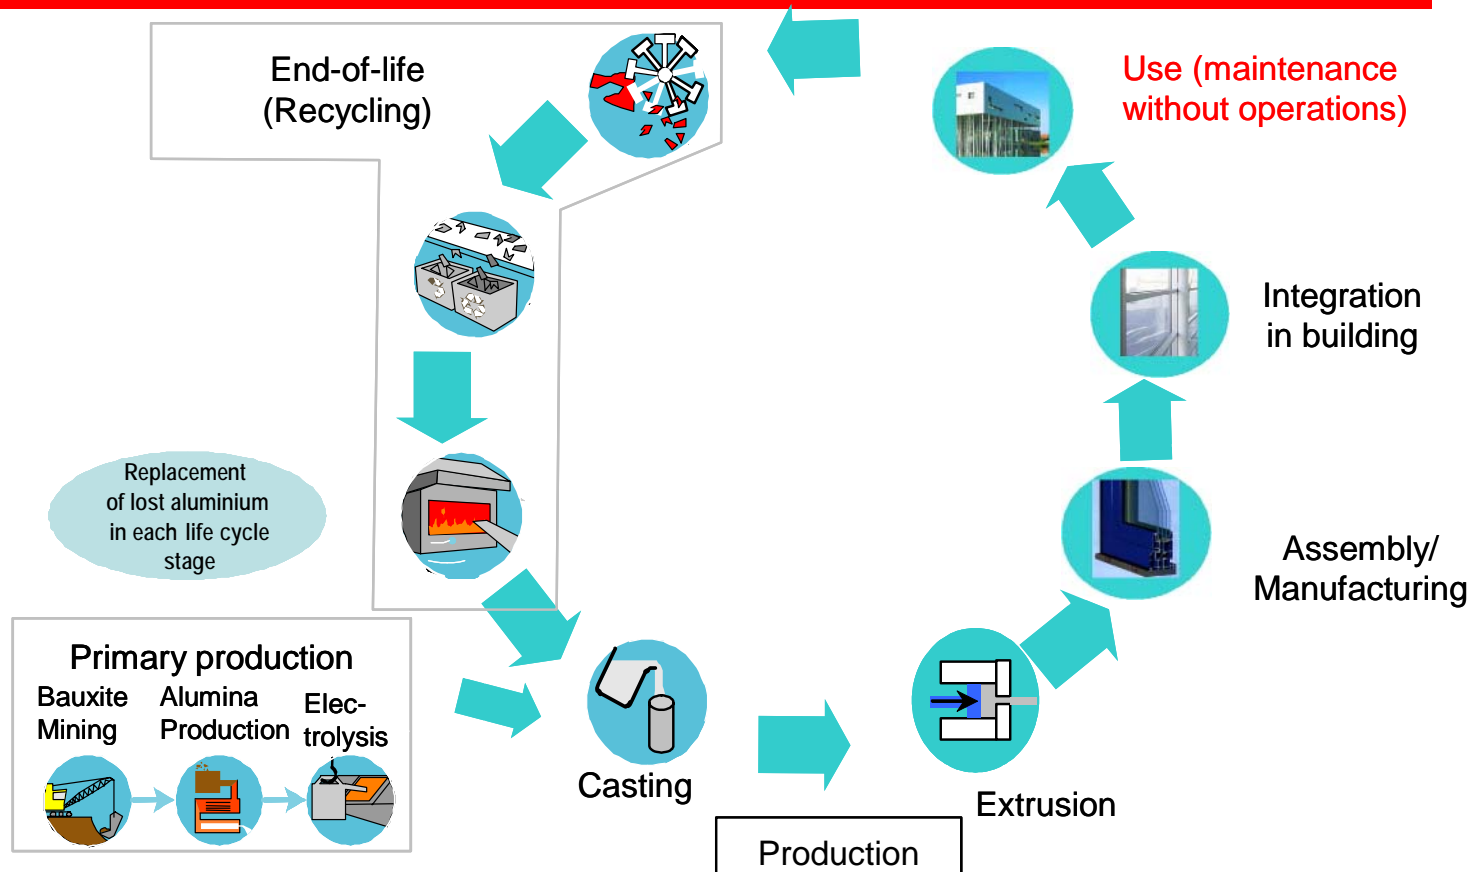 End-of-life
(Recycling)
Use (maintenance
without operations)
Integration
in building
Replacement
of lost aluminium
in each life cycle
stage
Assembly/
Manufacturing
Primary production
Bauxite
Mining
Alumina
Production
Elec-
trolysis
Casting
Extrusion
Production